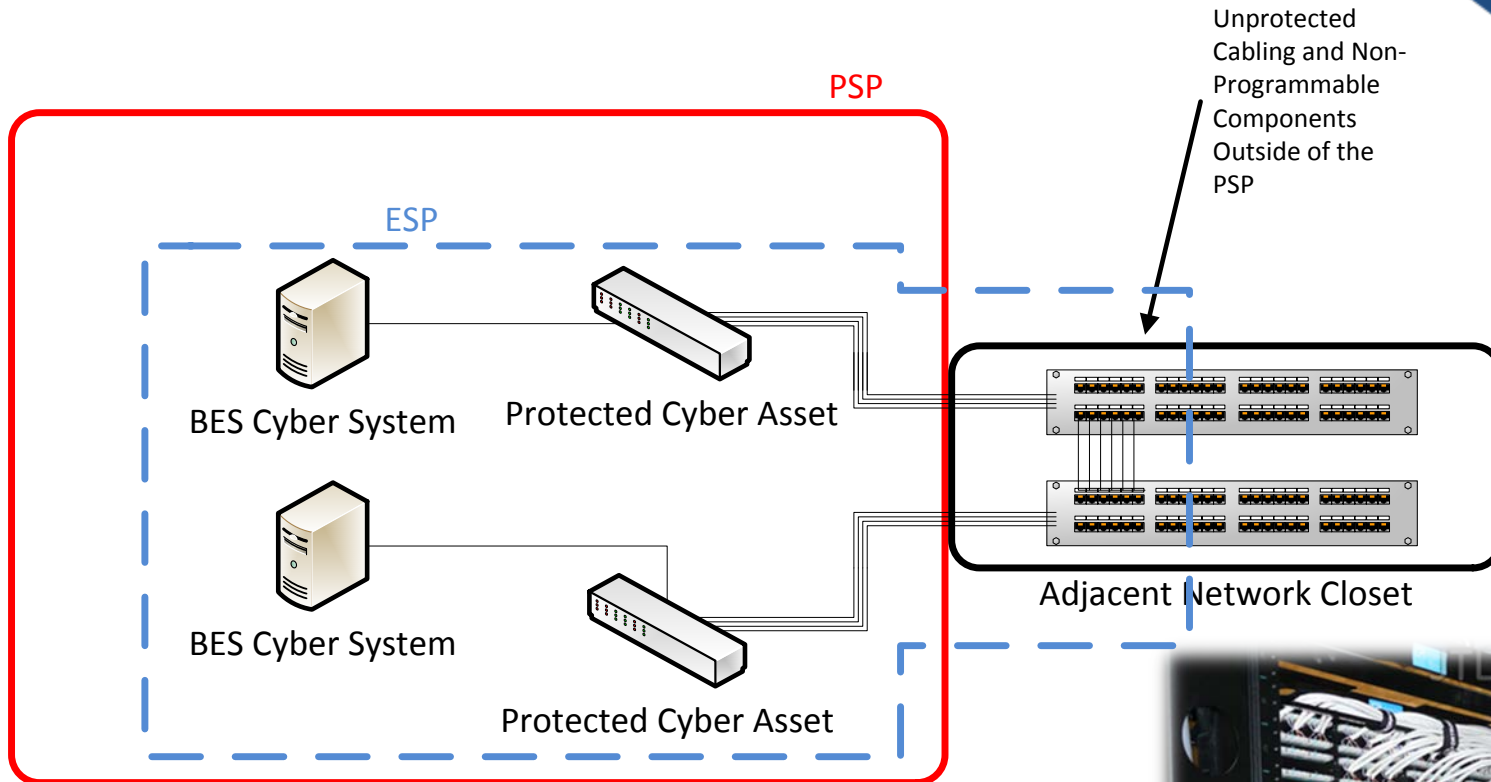 Unprotected
Cabling and Non-
Programmable
Components
Outside of the
PSP
PSP
ESP
BES Cyber System
Protected Cyber Asset
Adjacent Network Closet
BES Cyber System
Protected Cyber Asset